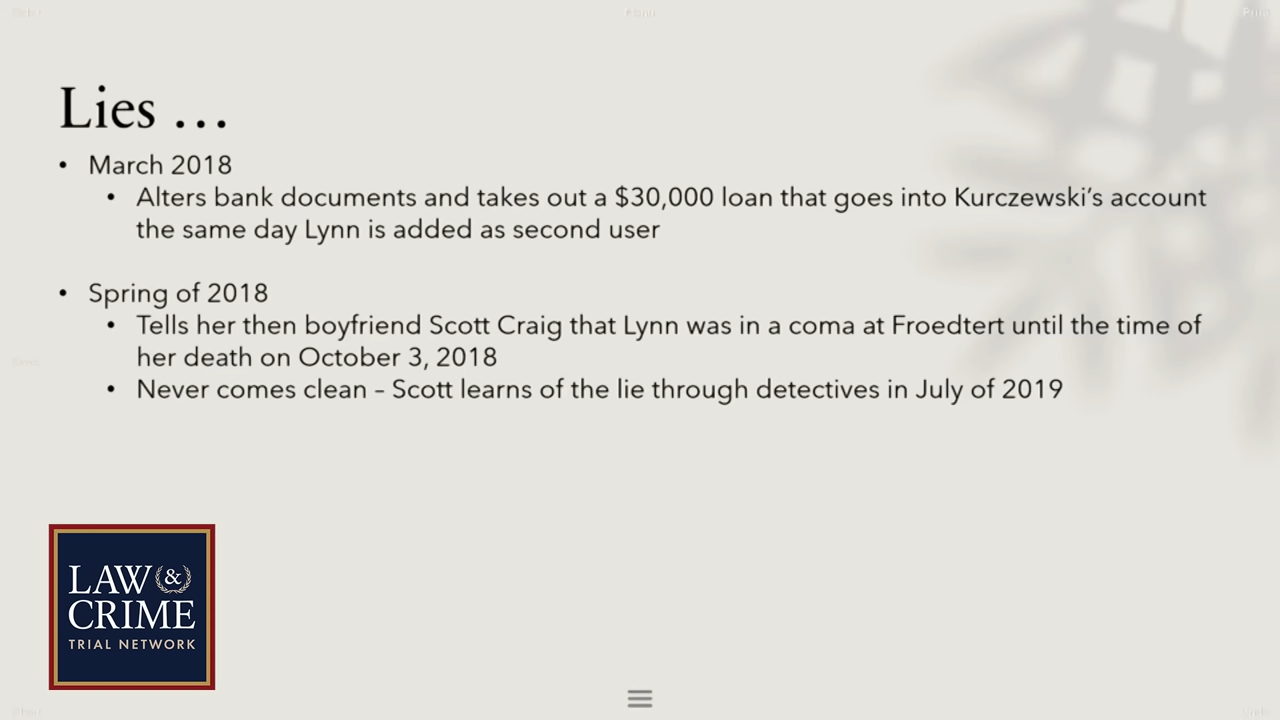 Lies …
• March 2018
• Alters bank documents and takes out a $30,000 loan that goes into Kurczewski’s account
the same day Lynn is added as second user
• Spring of 2018
• Tells her then boyfriend Scott Craig that Lynn was in a coma at Froedtert until the time of
her death on October 3, 2018
• Never comes clean – Scott learns of the lie through detectives in July of 2019
LAW &
CRIME
TRIAL NETWORK